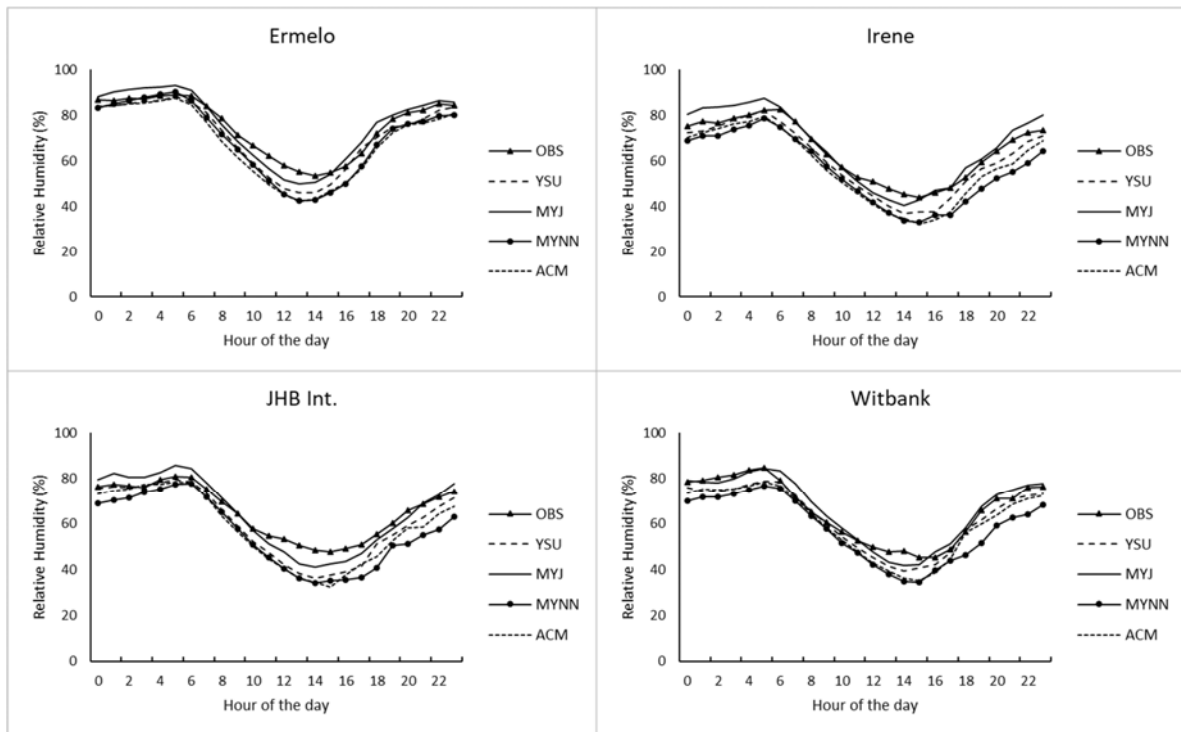 Ermelo
100
80
60
40
20
0
Relative Humidity (%)
0 2 4 6 8 10 12 14 16 18 20 22
Hour of the day
OBS
YSU
MYJ
MYNN
ACM
Irene
100
80
60
40
20
0
Relative Humidity (%)
0 2 4 6 8 10 12 14 16 18 20 22
Hour of the day
OBS
YSU
MYJ
MYNN
ACM
JHB Int.
100
80
60
40
20
0
Relative Humidity (%)
0 2 4 6 8 10 12 14 16 18 20 22
Hour of the day
OBS
YSU
MYJ
MYNN
ACM
Witbank
100
80
60
40
20
0
Relative Humidity (%)
0 2 4 6 8 10 12 14 16 18 20 22
Hour of the day
OBS
YSU
MYJ
MYNN
ACM